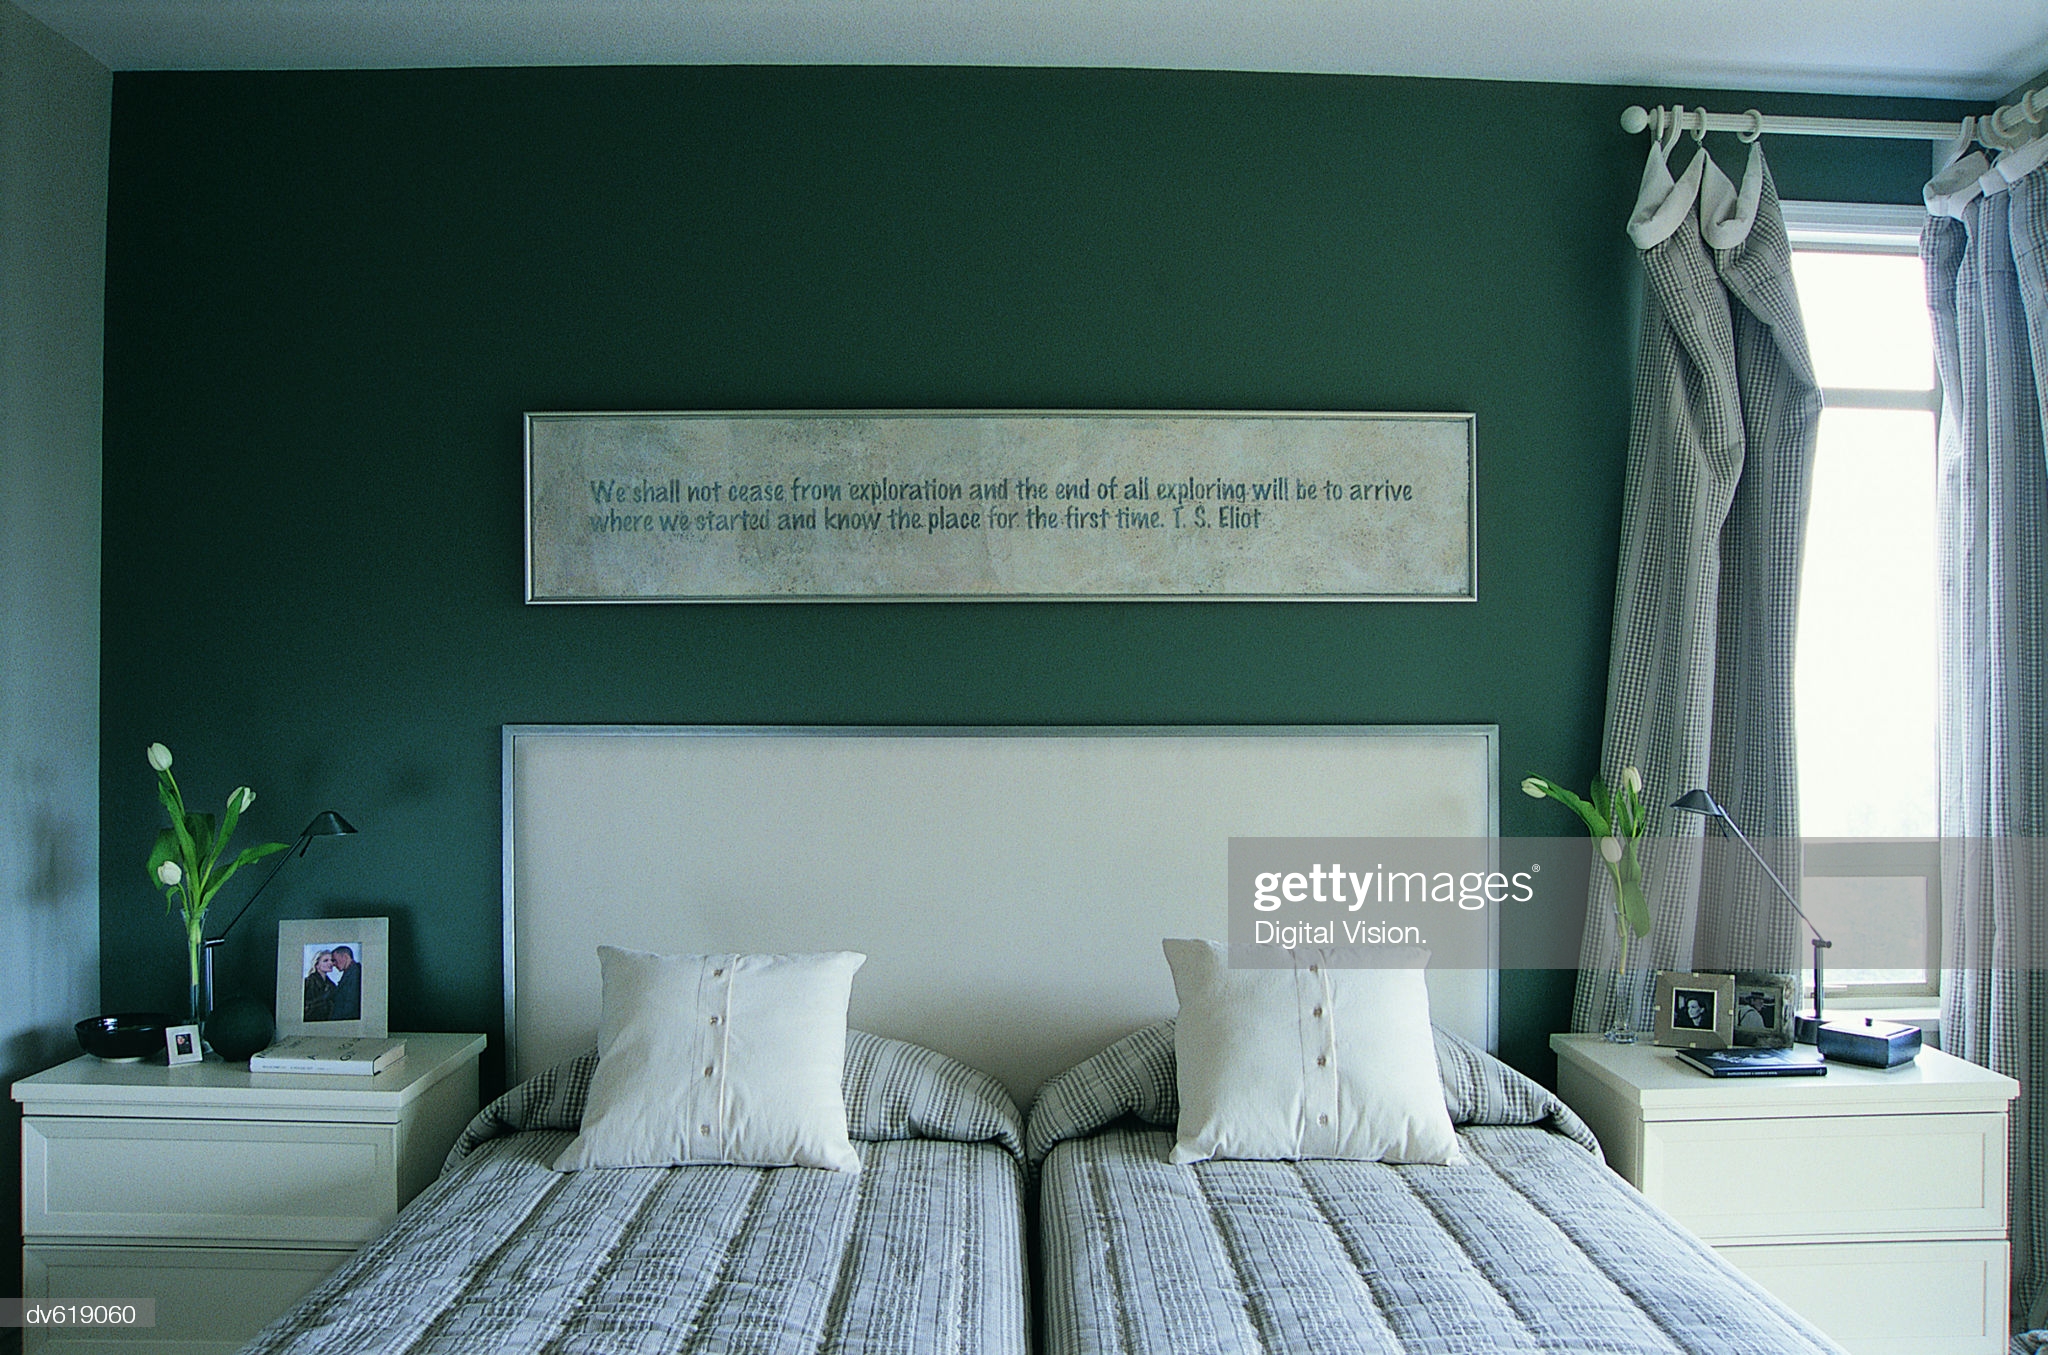 We shall not cease from exploration and the end of all exploring will be to arrive
where we started and know the place for the first time. T. S. Eliot
gettyimages®
Digital Vision.
dv619060